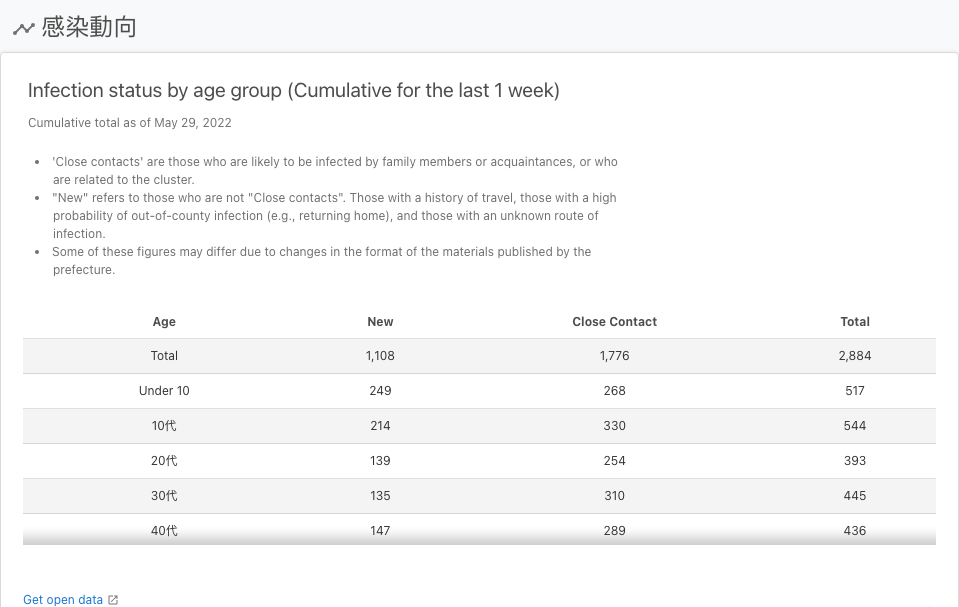 感染動向
Infection status by age group (Cumulative for the last 1 week)
Cumulative total as of May 29, 2022
• 'Close contacts' are those who are likely to be infected by family members or acquaintances, or who
are related to the cluster.
• "New" refers to those who are not "Close contacts". Those with a history of travel, those with a high
probability of out-of-county infection (e.g., returning home), and those with an unknown route of
infection.
• Some of these figures may differ due to changes in the format of the materials published by the
prefecture.
Age New Close Contact Total
Total 1,108 1,776 2,884
Under 10 249 268 517
10代 214 330 544
20代 139 254 393
30代 135 310 445
40代 147 289 436
Get open data